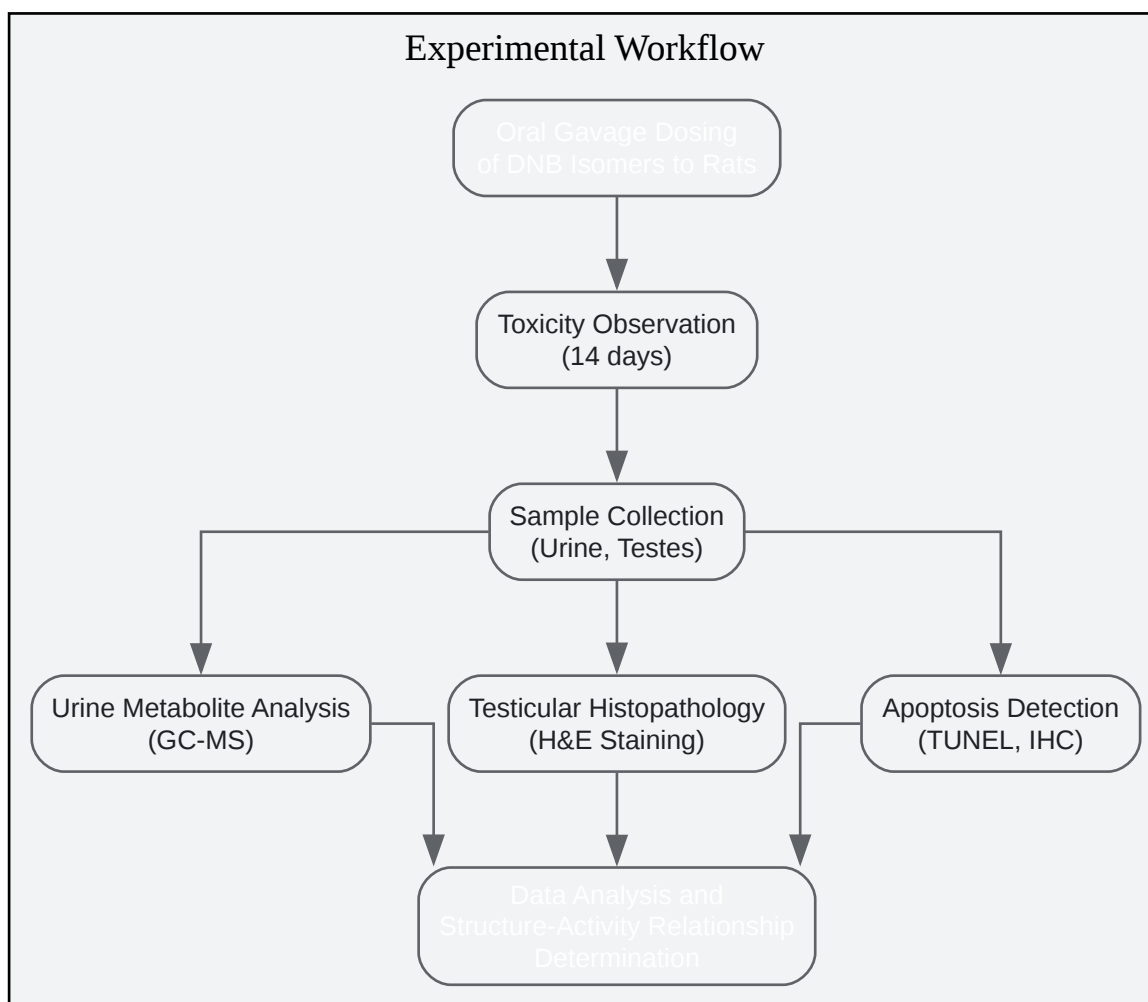 Experimental Workflow
Oral Gavage Dosing
of DNB Isomers to Rats
Toxicity Observation
(14 days)
Sample Collection
(Urine, Testes)
Urine Metabolite Analysis
(GC-MS)
Testicular Histopathology
(H&E Staining)
Apoptosis Detection
(TUNEL, IHC)
Data Analysis and
Structure-Activity Relationship
Determination